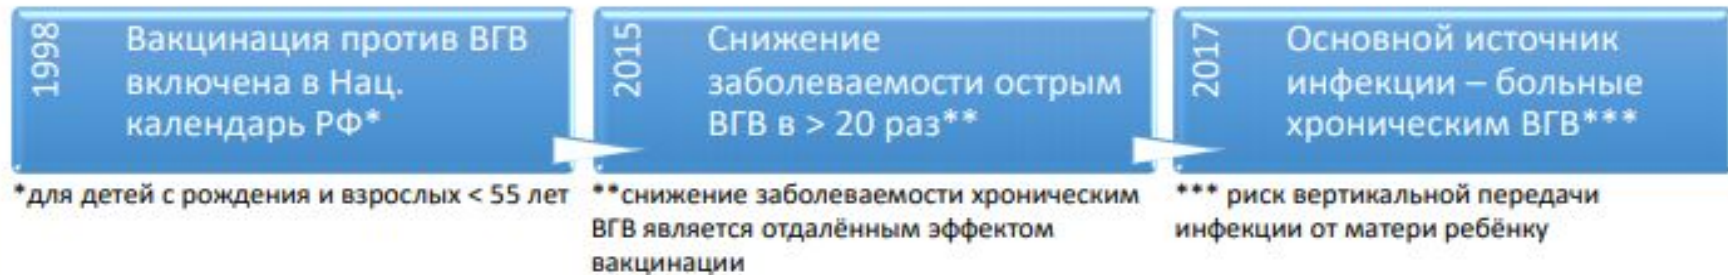 1998
Вакцинация против ВГВ
включена в Нац.
календарь РФ*
*для детей с рождения и взрослых < 55 лет
2015
Снижение
заболеваемости острым
ВГВ в > 20 раз**
**снижение заболеваемости хроническим
ВГВ является отдалённым эффектом
вакцинации
2017
Основной источник
инфекции – больные
хроническим ВГВ***
*** риск вертикальной передачи
инфекции от матери ребёнку